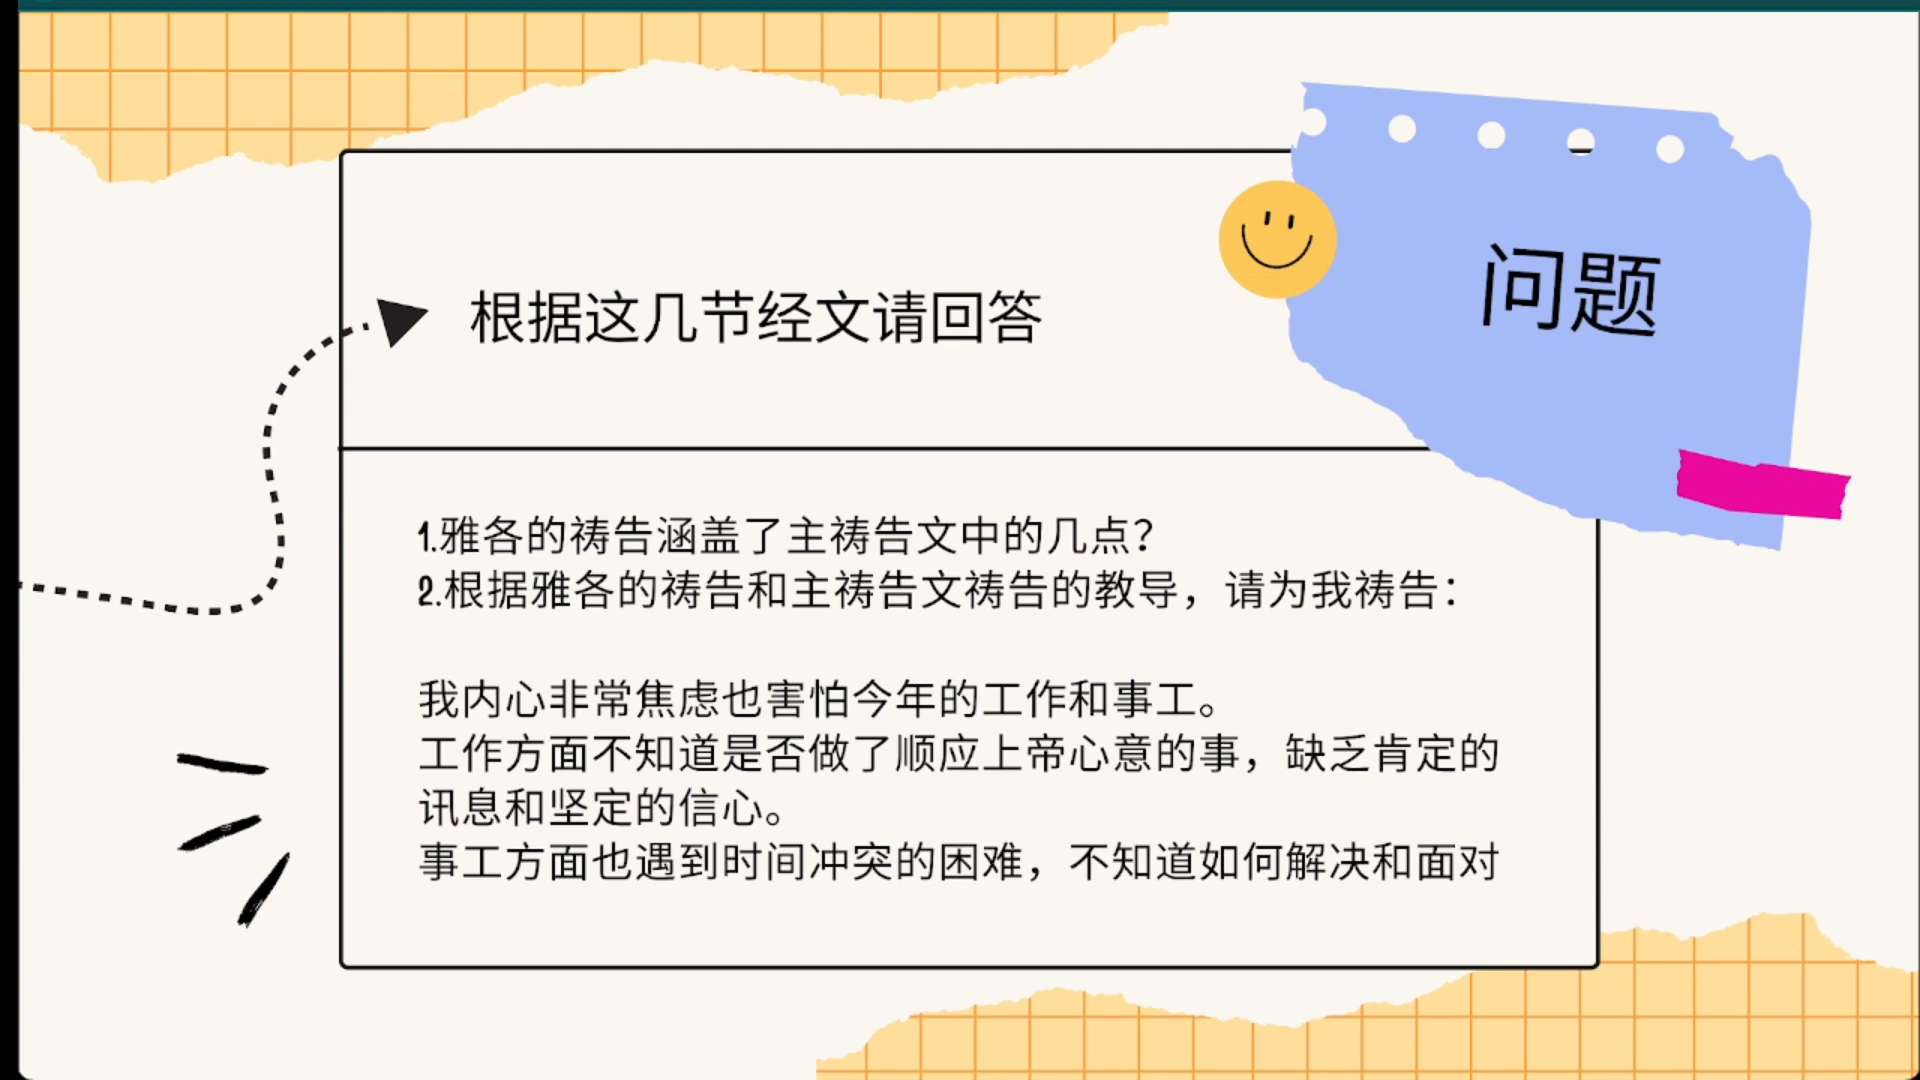 问题
根据这几节经文请回答
1.雅各的祷告涵盖了主祷告文中的几点？
2.根据雅各的祷告和主祷告文祷告的教导，请为我祷告：
我内心非常焦虑也害怕今年的工作和事工。
工作方面不知道是否做了顺应上帝心意的事，缺乏肯定的
讯息和坚定的信心。
事工方面也遇到时间冲突的困难，不知道如何解决和面对